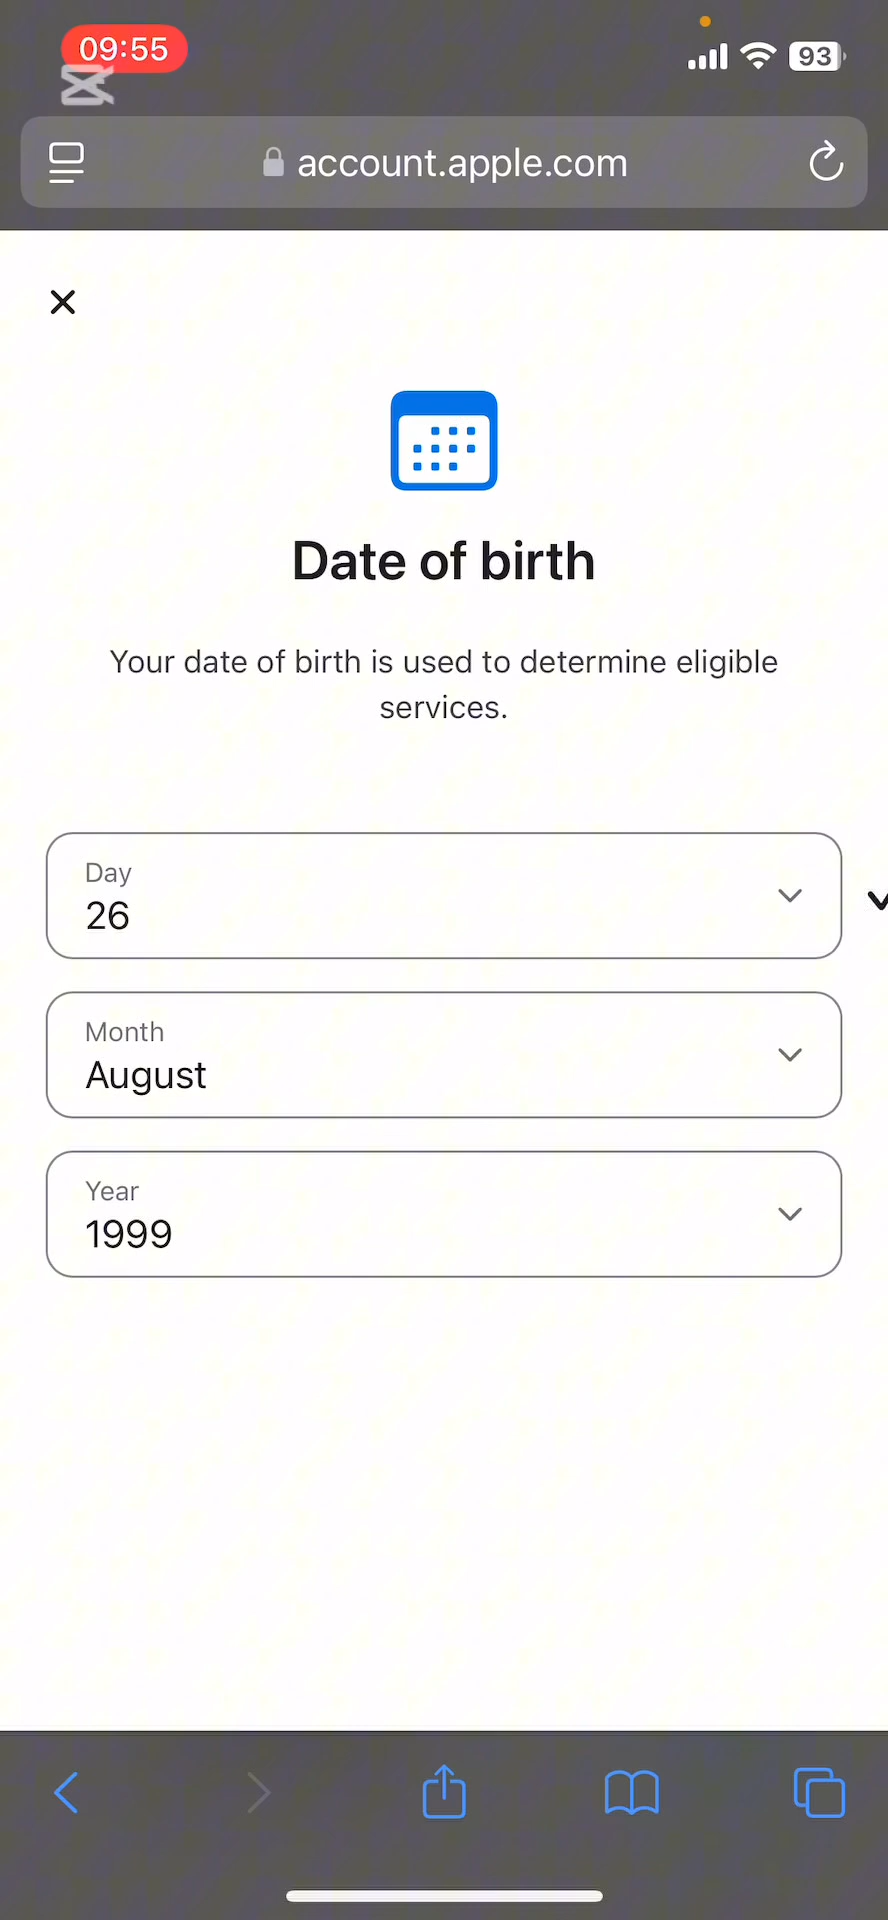 09:55
93
account.apple.com
Date of birth
Your date of birth is used to determine eligible
services.
Day
26
Month
August
Year
1999